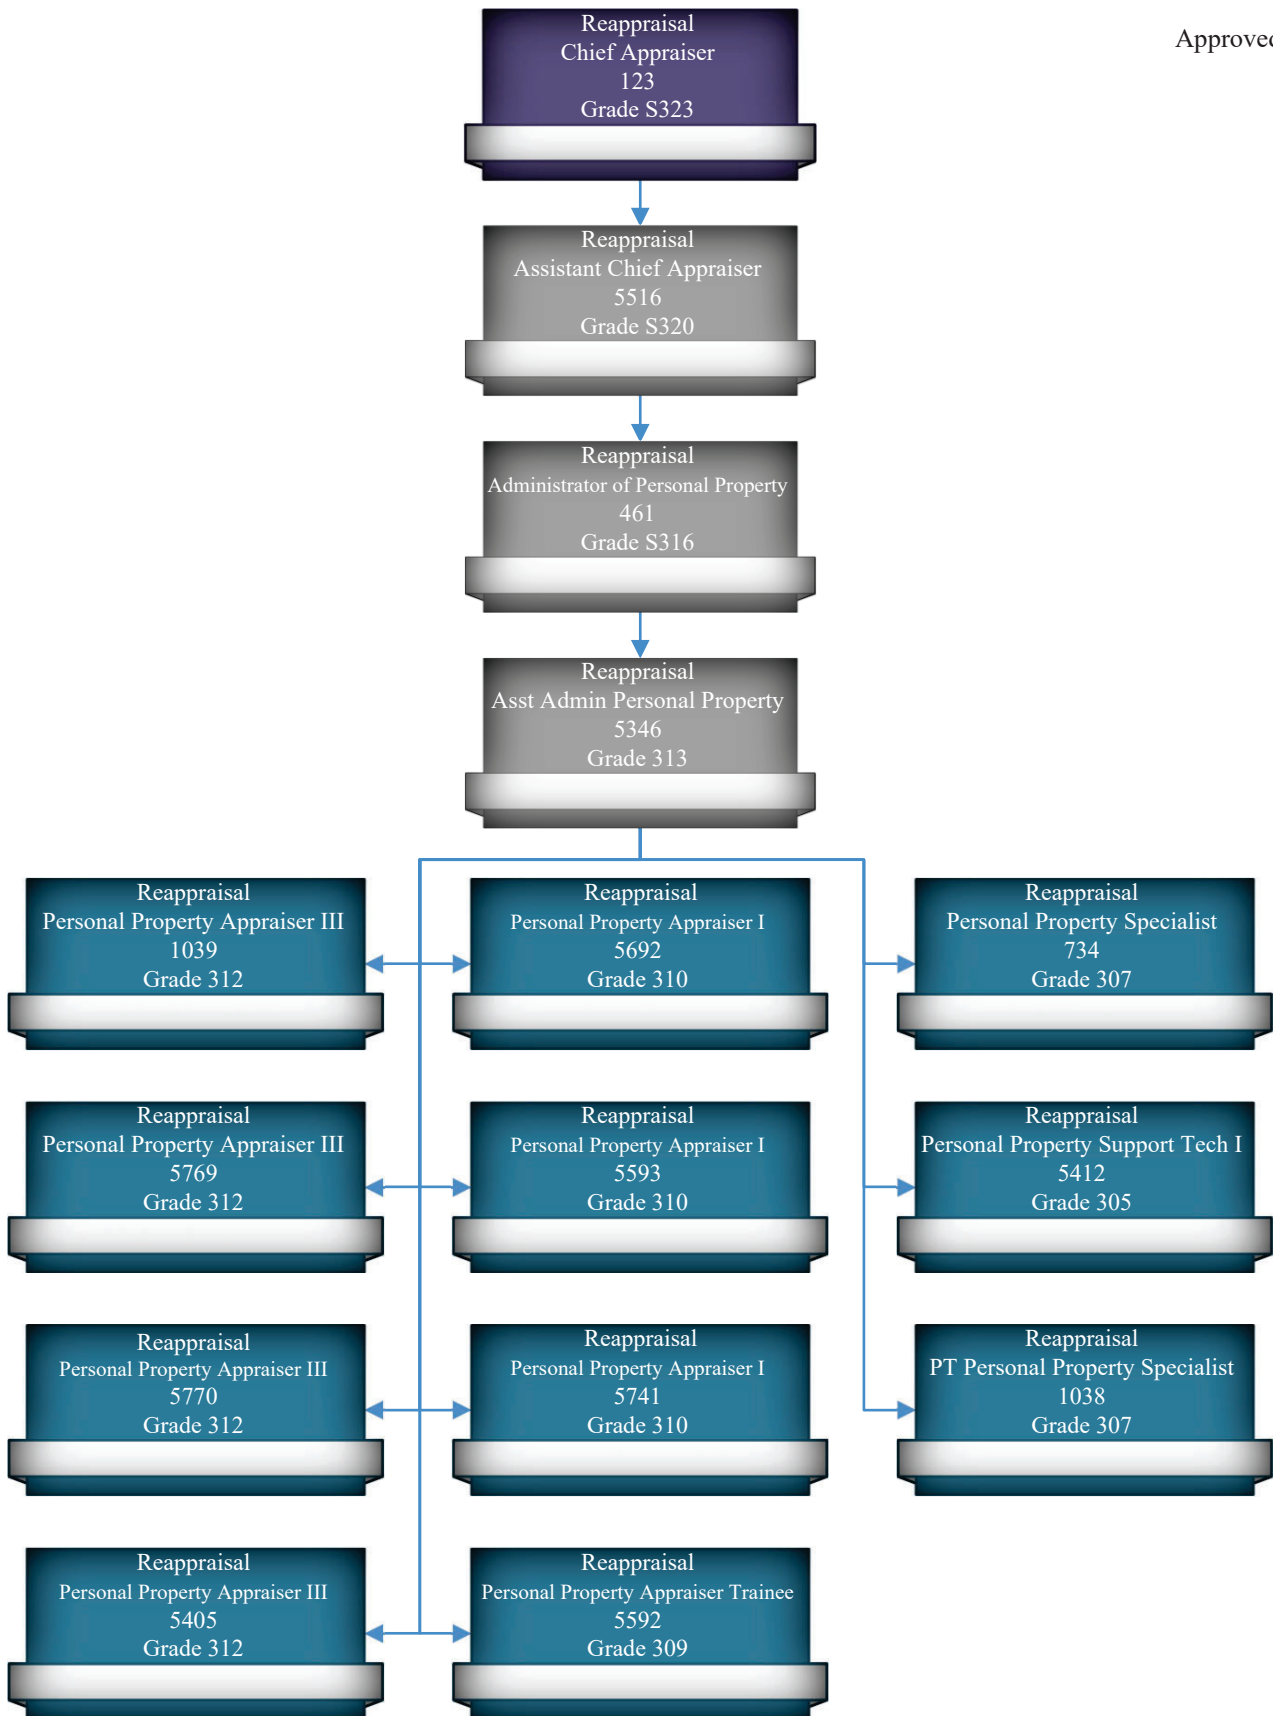 Approved
Reappraisal
Chief Appraiser
123
Grade S323
Reappraisal
Assistant Chief Appraiser
5516
Grade S320
Reappraisal
Administrator of Personal Property
461
Grade S316
Reappraisal
Asst Admin Personal Property
5346
Grade 313
Reappraisal
Personal Property Appraiser III
1039
Grade 312
Reappraisal
Personal Property Appraiser I
5692
Grade 310
Reappraisal
Personal Property Specialist
734
Grade 307
Reappraisal
Personal Property Appraiser III
5769
Grade 312
Reappraisal
Personal Property Appraiser I
5593
Grade 310
Reappraisal
Personal Property Support Tech I
5412
Grade 305
Reappraisal
Personal Property Appraiser III
5770
Grade 312
Reappraisal
Personal Property Appraiser I
5741
Grade 310
Reappraisal
PT Personal Property Specialist
1038
Grade 307
Reappraisal
Personal Property Appraiser III
5405
Grade 312
Reappraisal
Personal Property Appraiser Trainee
5592
Grade 309